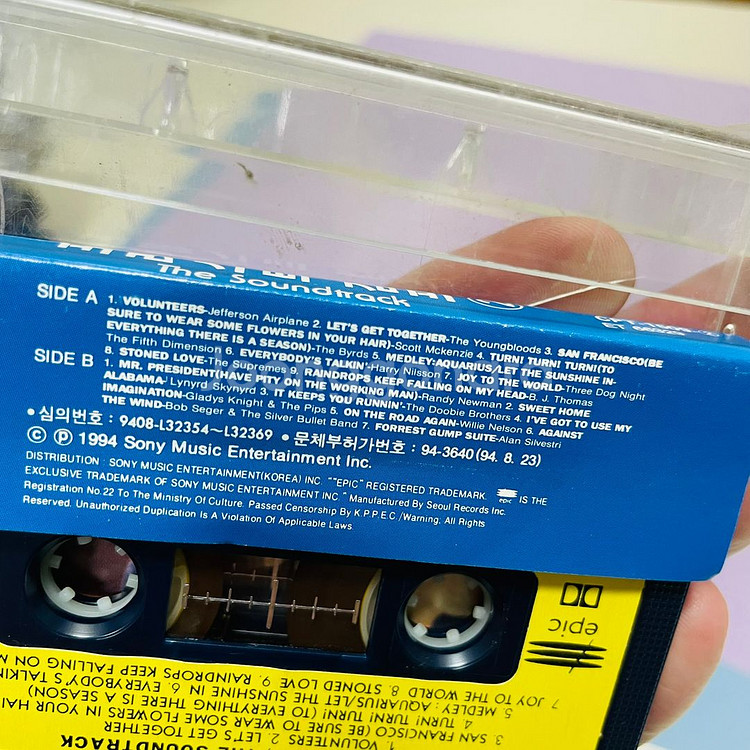 The Soundtrack
SIDE A 1. VOLUNTEERS-Jefferson Airplane 2. LET'S GET TOGETHER-The Youngbloods 3. SAN FRANCISCO(BE
SURE TO WEAR SOME FLOWERS IN YOUR HAIR)-Scott Mckenzie 4. TURN! TURN! TURN!(TO
EVERYTHING THERE IS A SEASON)-The Byrds 5. MEDLEY:AQUARIUS/LET THE SUNSHINE IN-
The Fifth Dimension 6. EVERYBODY'S TALKIN'-Harry Nilsson 7. JOY TO THE WORLD-Three Dog Night
8. STONED LOVE-The Supremes 9. RAINDROPS KEEP FALLING ON MY HEAD-B. J. Thomas
SIDE B 1. MR. PRESIDENT(HAVE PITY ON THE WORKING MAN)-Randy Newman 2. SWEET HOME
ALABAMA-Lynyrd Skynyrd 3. IT KEEPS YOU RUNNIN'-The Doobie Brothers 4. I'VE GOT TO USE MY
IMAGINATION-Gladys Knight & The Pips 5. ON THE ROAD AGAIN-Willie Nelson 6. AGAINST
THE WIND-Bob Seger & The Silver Bullet Band 7. FORREST GUMP SUITE-Alan Silvestri
•심의번호 : 9408-L32354~L32369 •문체부허가번호 : 94-3640(94. 8. 23)
© ℗ 1994 Sony Music Entertainment Inc.
DISTRIBUTION : SONY MUSIC ENTERTAINMENT(KOREA) INC. ""EPIC" REGISTERED TRADEMARK. epic IS THE
EXCLUSIVE TRADEMARK OF SONY MUSIC ENTERTAINMENT INC." Manufactured By Seoul Records Inc.
Registration No.22 To The Ministry Of Culture. Passed Censorship By K.P.P.E.C./Warning. All Rights
Reserved. Unauthorized Duplication Is A Violation Of Applicable Laws.
epic
THE SOUNDTRACK
1. VOLUNTEERS 2. LET'S GET TOGETHER
3. SAN FRANCISCO (BE SURE TO WEAR SOME FLOWERS IN YOUR HAI
4. TURN! TURN! TURN! (TO EVERYTHING THERE IS A SEASON)
5. MEDLEY: AQUARIUS/LET THE SUNSHINE IN 6. EVERYBODY'S TALKIN
7. JOY TO THE WORLD 8. STONED LOVE 9. RAINDROPS KEEP FALLING ON M